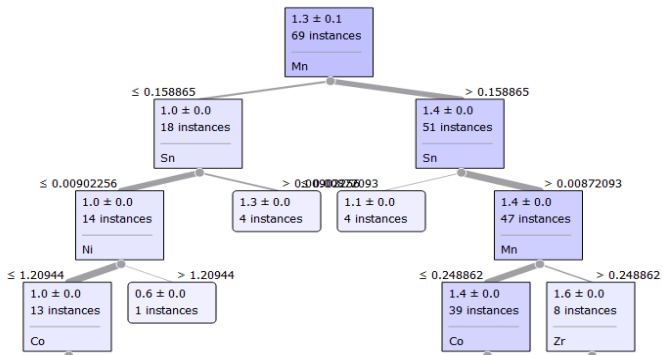 1.3 ± 0.1
69 instances
Mn
≤ 0.158865
> 0.158865
1.0 ± 0.0
18 instances
Sn
1.4 ± 0.0
51 instances
Sn
≤ 0.00902256
> 0.00902256
≤ 0.00872093
> 0.00872093
1.0 ± 0.0
14 instances
Ni
1.3 ± 0.0
4 instances
1.1 ± 0.0
4 instances
1.4 ± 0.0
47 instances
Mn
≤ 1.20944
> 1.20944
≤ 0.248862
> 0.248862
1.0 ± 0.0
13 instances
Co
0.6 ± 0.0
1 instances
1.4 ± 0.0
39 instances
Co
1.6 ± 0.0
8 instances
Zr